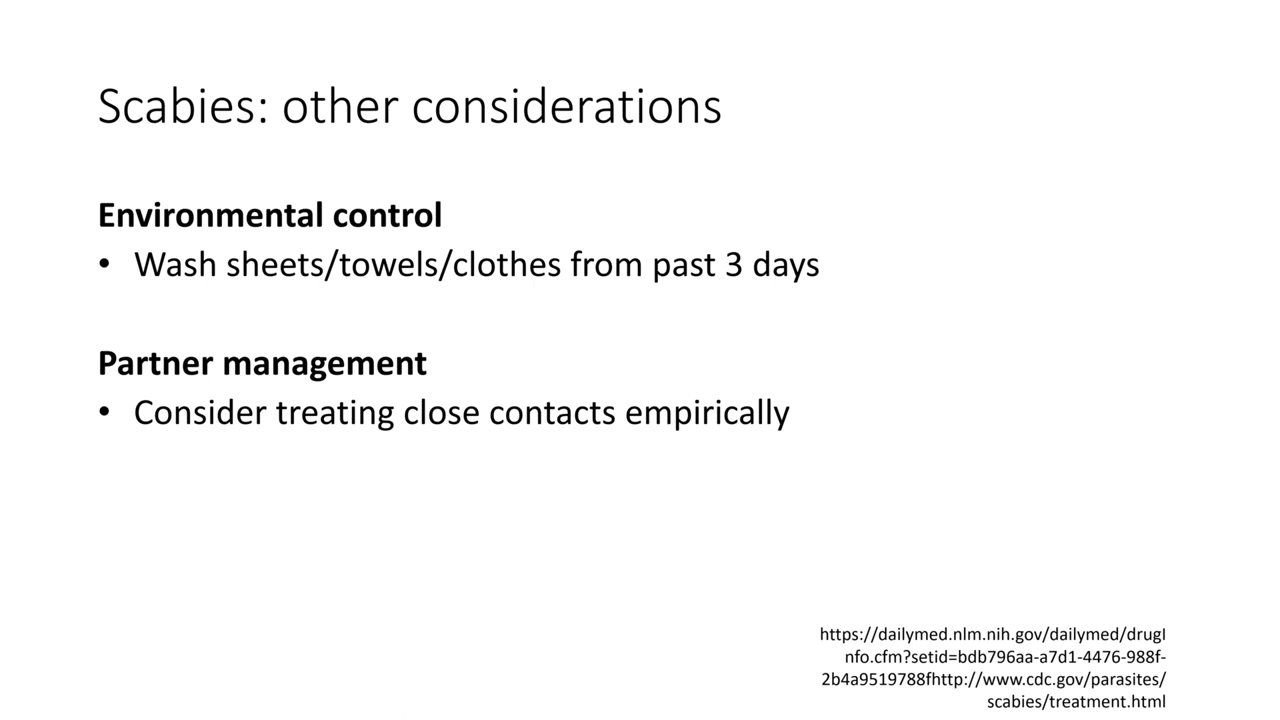 Scabies: other considerations
Environmental control
• Wash sheets/towels/clothes from past 3 days
Partner management
• Consider treating close contacts empirically
https://dailymed.nlm.nih.gov/dailymed/drugI
nfo.cfm?setid=bdb796aa-a7d1-4476-988f-
2b4a9519788fhttp://www.cdc.gov/parasites/
scabies/treatment.html